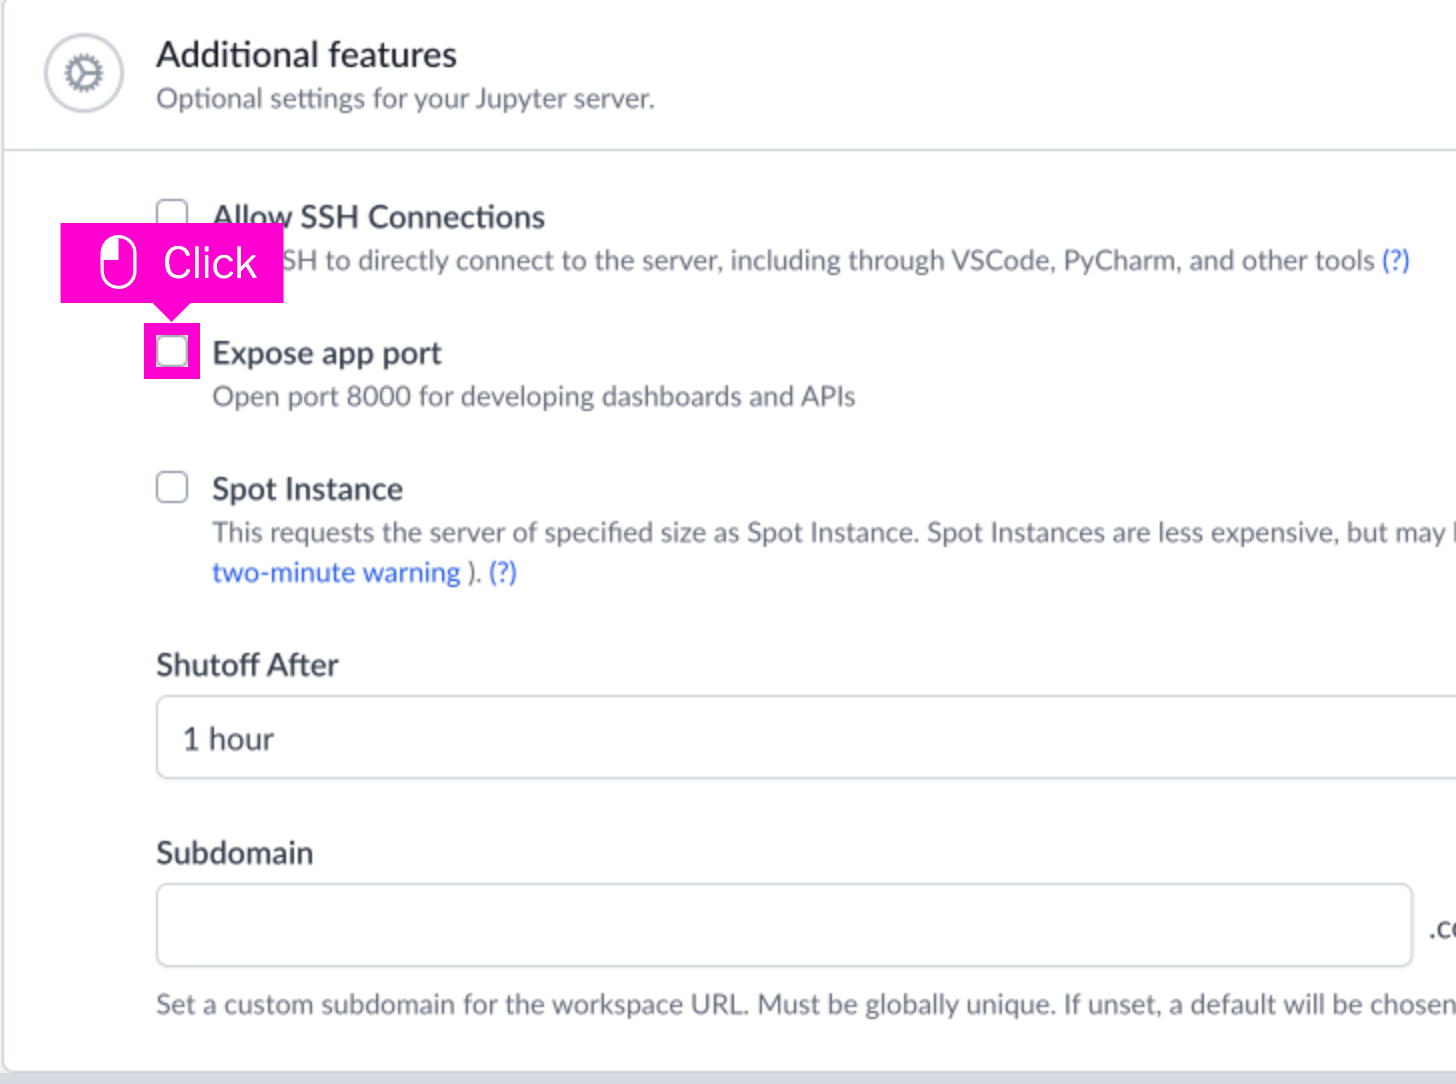 Additional features
Optional settings for your Jupyter server.
Allow SSH Connections
Click
SH to directly connect to the server, including through VSCode, PyCharm, and other tools (?)
Expose app port
Open port 8000 for developing dashboards and APIs
Spot Instance
This requests the server of specified size as Spot Instance. Spot Instances are less expensive, but may
two-minute warning ). (?)
Shutoff After
1 hour
Subdomain
Set a custom subdomain for the workspace URL. Must be globally unique. If unset, a default will be chosen